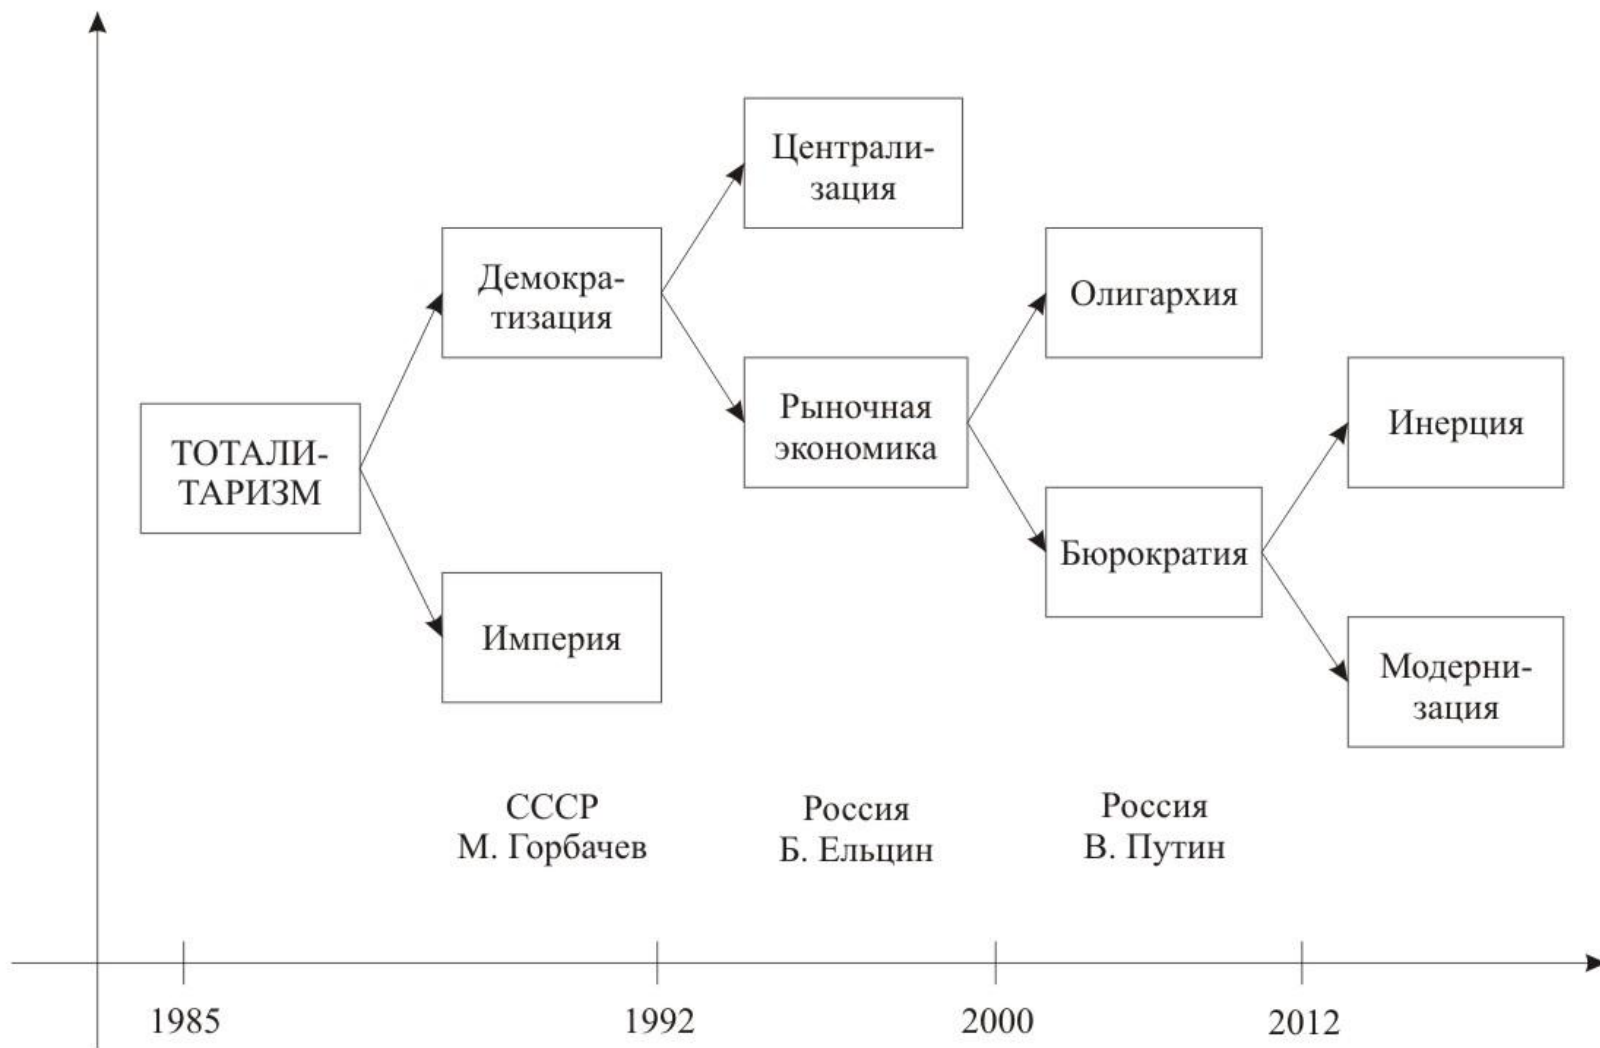 Централи-
зация
Демокра-
тизация
Олигархия
Рыночная
экономика
Инерция
ТОТАЛИ-
ТАРИЗМ
Бюрократия
Империя
Модерни-
зация
СССР
М. Горбачев
Россия
Б. Ельцин
Россия
В. Путин
1985
1992
2000
2012